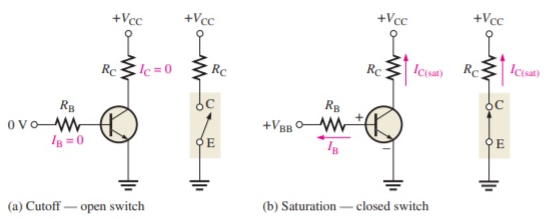 +VCC
+VCC
RC
IC = 0
RC
RB
C
0 V
IB = 0
E
(a) Cutoff — open switch
+VCC
+VCC
RC
IC(sat)
RC
IC(sat)
RB
+
C
+VBB
IB
−
E
(b) Saturation — closed switch